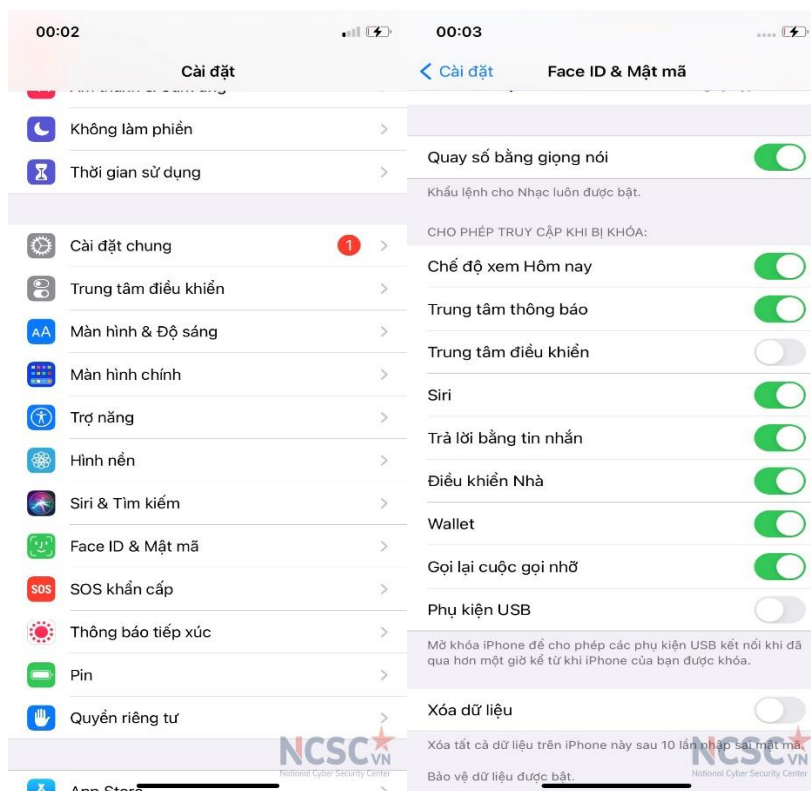 00:02
Cài đặt
Không làm phiền
Thời gian sử dụng
Cài đặt chung
1
Trung tâm điều khiển
AA
Màn hình & Độ sáng
Màn hình chính
Trợ năng
Hình nền
Siri & Tìm kiếm
Face ID & Mật mã
SOS
SOS khẩn cấp
Thông báo tiếp xúc
Pin
Quyền riêng tư
App Store
NCSC VN
National Cyber Security Center
00:03
Cài đặt
Face ID & Mật mã
Quay số bằng giọng nói
Khẩu lệnh cho Nhạc luôn được bật.
CHO PHÉP TRUY CẬP KHI BỊ KHÓA:
Chế độ xem Hôm nay
Trung tâm thông báo
Trung tâm điều khiển
Siri
Trả lời bằng tin nhắn
Điều khiển Nhà
Wallet
Gọi lại cuộc gọi nhỡ
Phụ kiện USB
Mở khóa iPhone để cho phép các phụ kiện USB kết nối khi đã
qua hơn một giờ kể từ khi iPhone của bạn được khóa.
Xóa dữ liệu
Xóa tất cả dữ liệu trên iPhone này sau 10 lần nhập sai mật mã.
Bảo vệ dữ liệu được bật.
NCSC VN
National Cyber Security Center